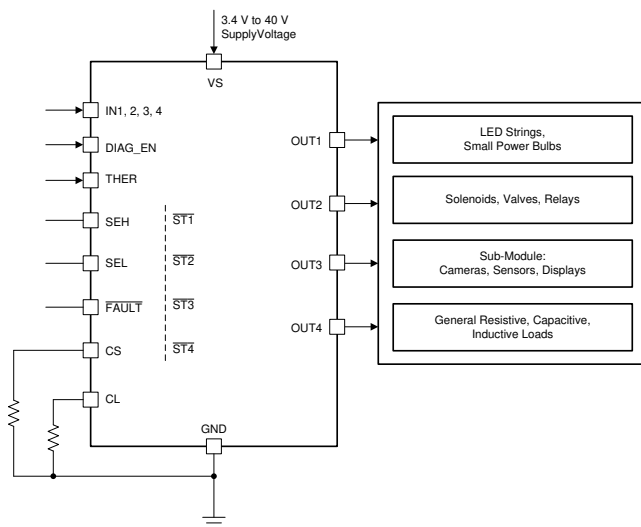 3.4 V to 40 V
SupplyVoltage
VS
IN1, 2, 3, 4
DIAG_EN
THER
SEH
SEL
FAULT
CS
CL
ST1
ST2
ST3
ST4
GND
OUT1
OUT2
OUT3
OUT4
LED Strings,
Small Power Bulbs
Solenoids, Valves, Relays
Sub-Module:
Cameras, Sensors, Displays
General Resistive, Capacitive,
Inductive Loads